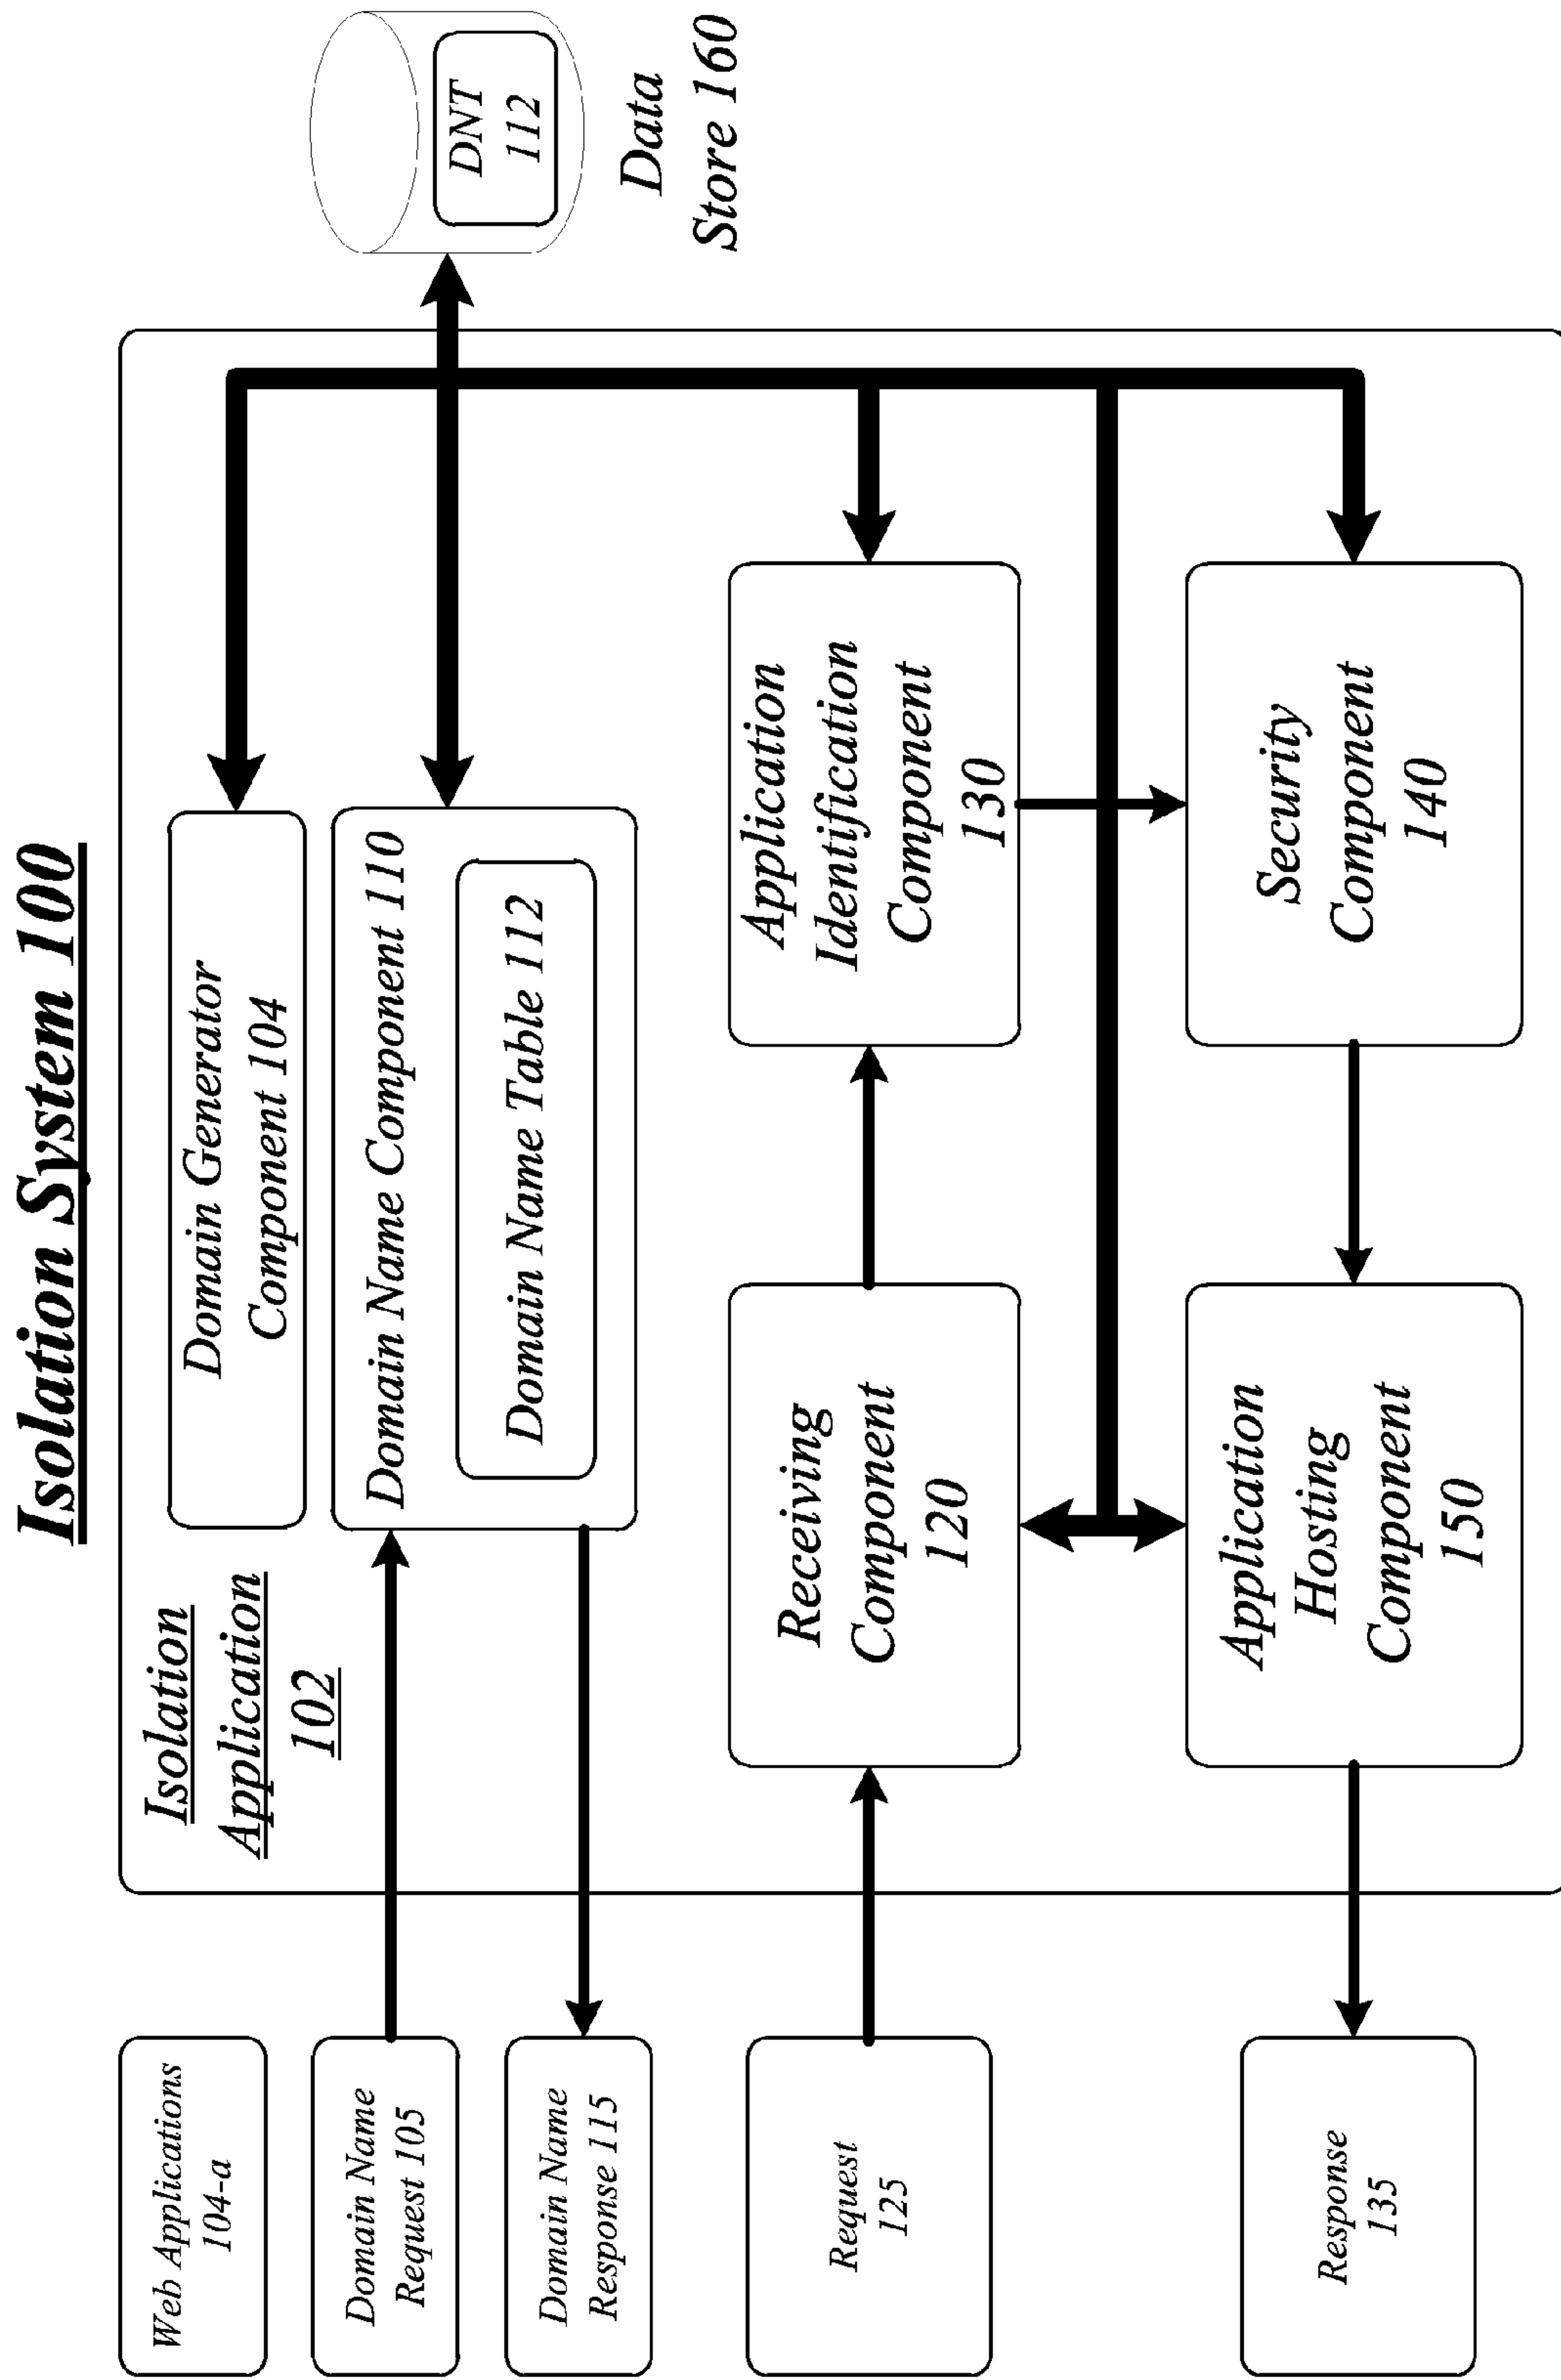 Isolation System 100
Isolation
Application
102
Web Applications
104-a
Domain Generator
Component 104
Domain Name
Request 105
Domain Name Component 110
Domain Name Table 112
Domain Name
Response 115
DNT
112
Data
Store 160
Request
125
Receiving
Component
120
Application
Identification
Component
130
Response
135
Application
Hosting
Component
150
Security
Component
140